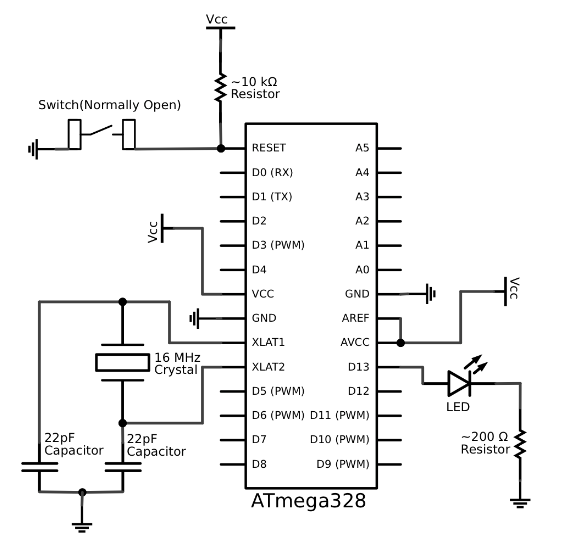 Vcc
~10 kΩ
Resistor
Switch(Normally Open)
RESET
A5
D0 (RX)
A4
D1 (TX)
A3
D2
A2
Vcc
D3 (PWM)
A1
D4
A0
VCC
GND
Vcc
GND
AREF
XLAT1
AVCC
16 MHz
Crystal
XLAT2
D13
D5 (PWM)
D12
LED
D6 (PWM)
D11 (PWM)
22pF
Capacitor
22pF
Capacitor
D7
D10 (PWM)
~200 Ω
Resistor
D8
D9 (PWM)
ATmega328